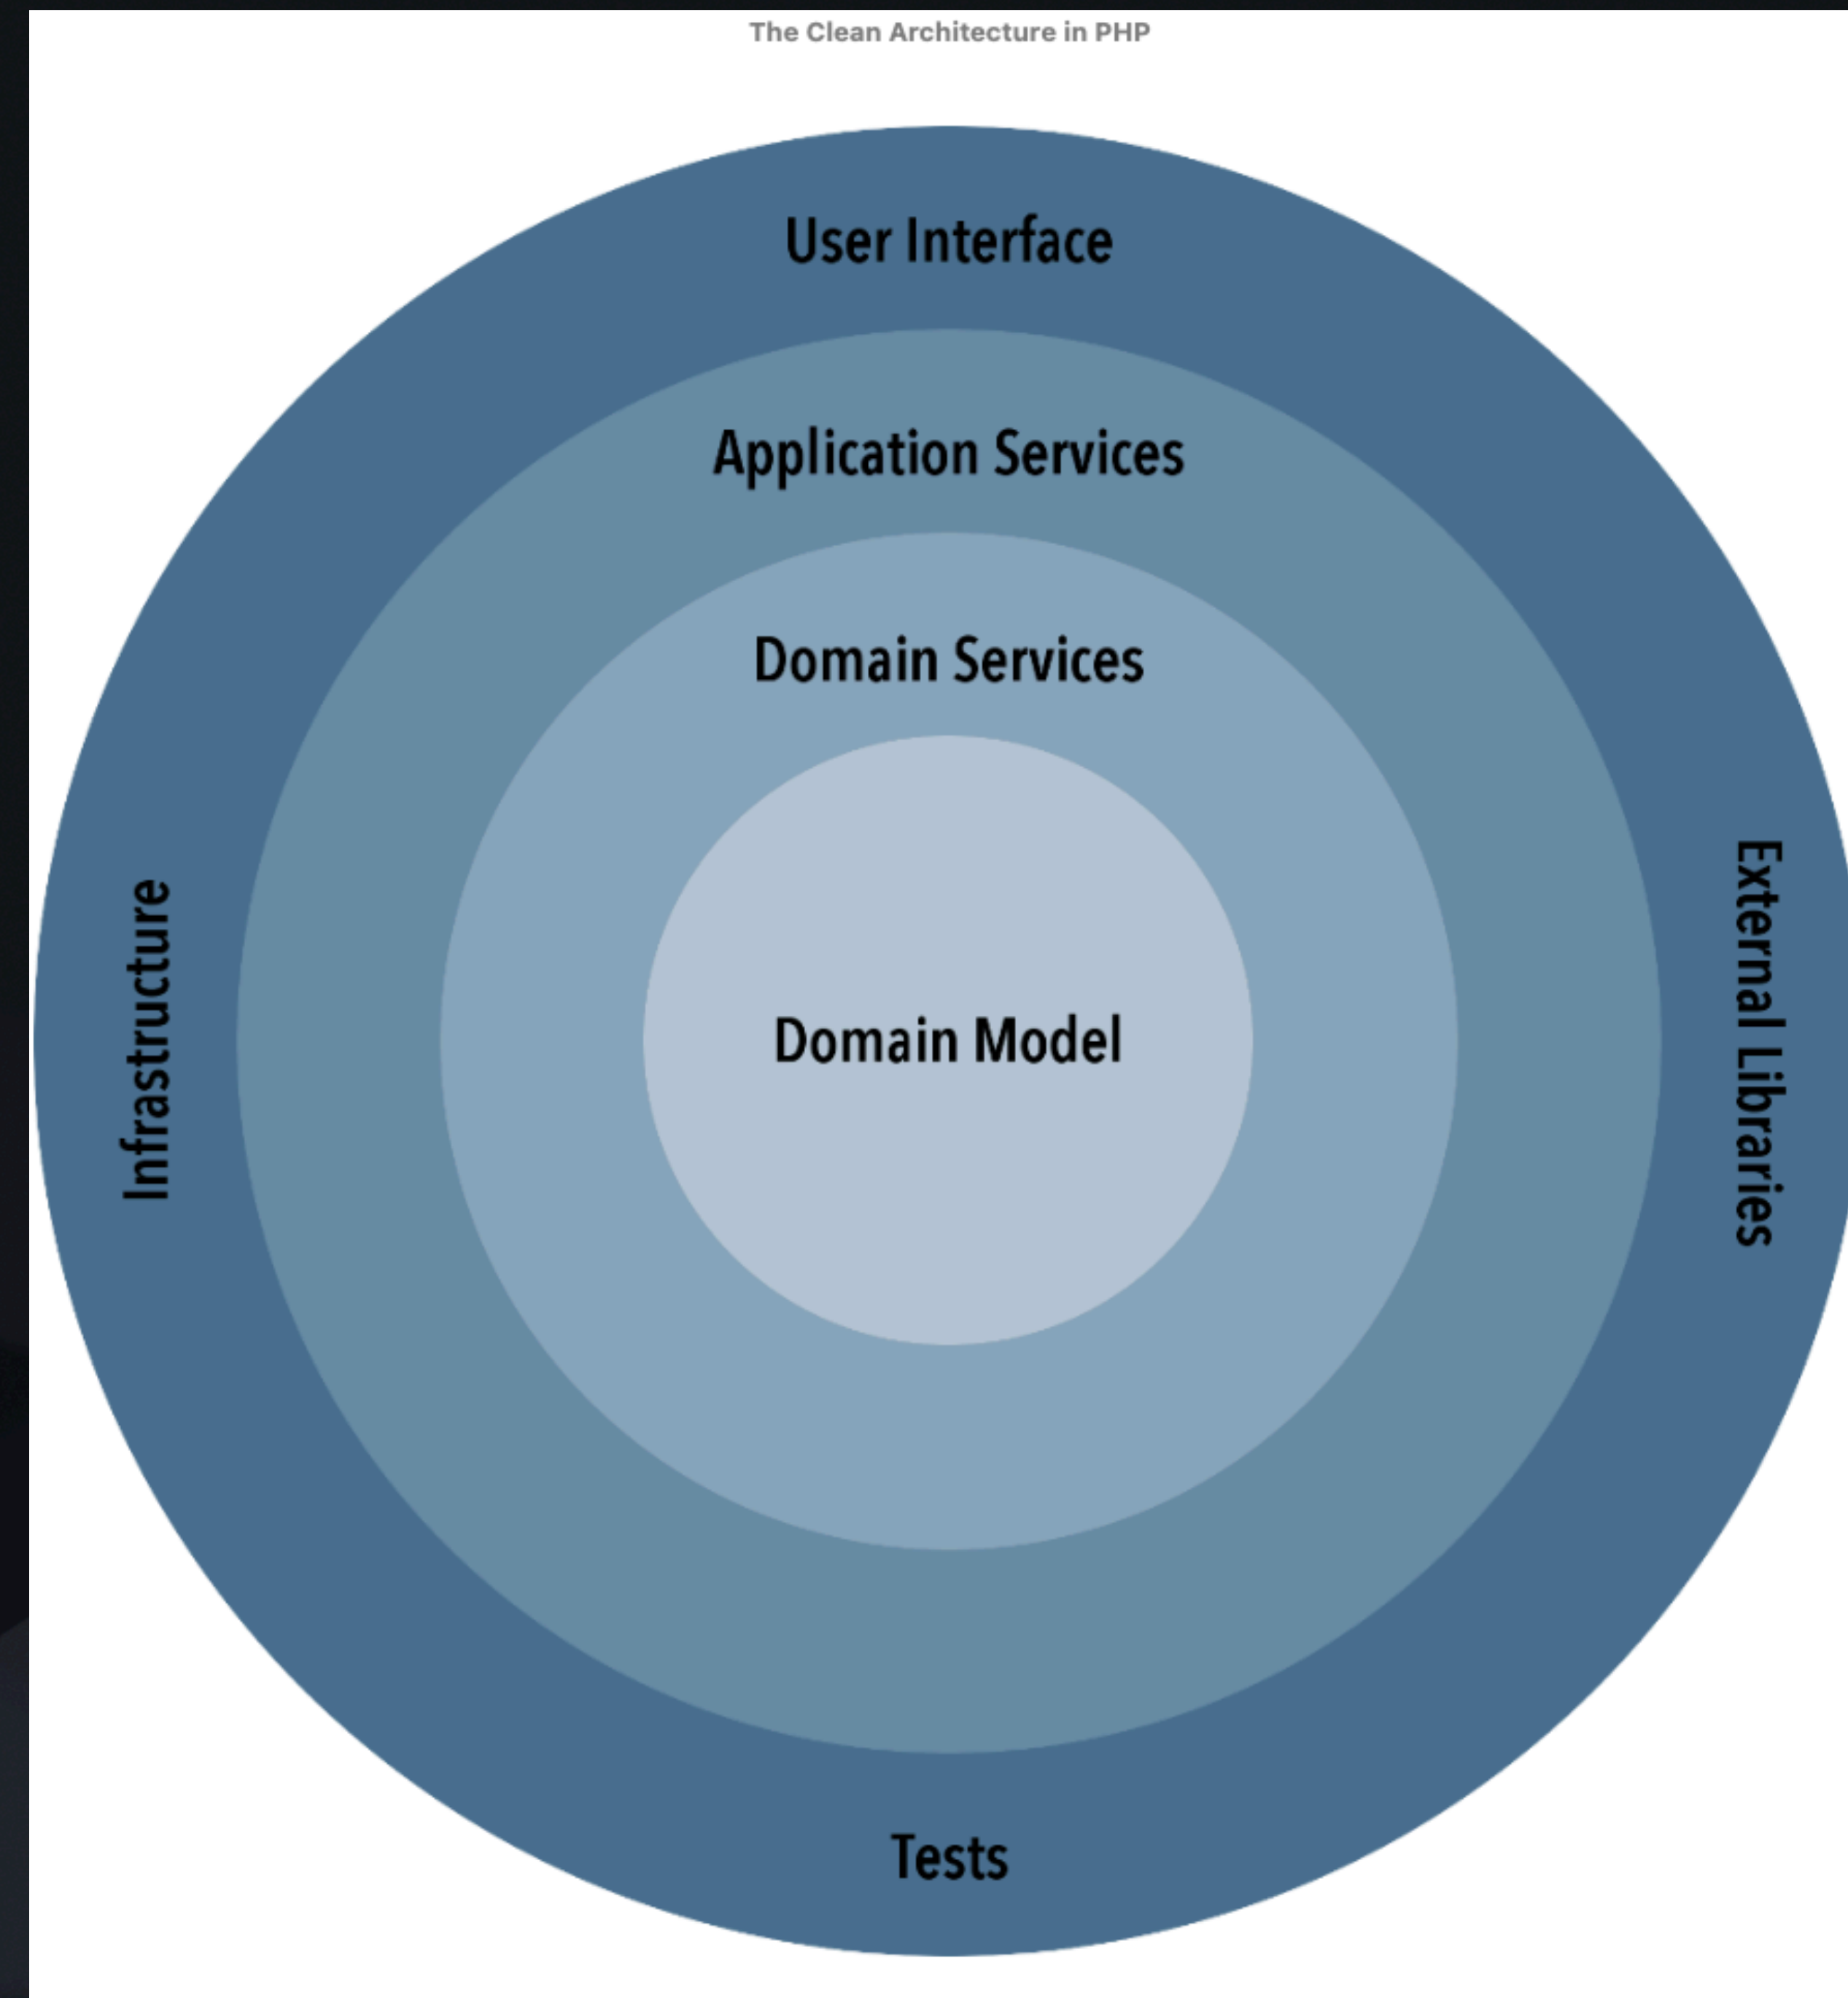 The Clean Architecture in PHP
User Interface
Application Services
Domain Services
Domain Model
Infrastructure
External Libraries
Tests